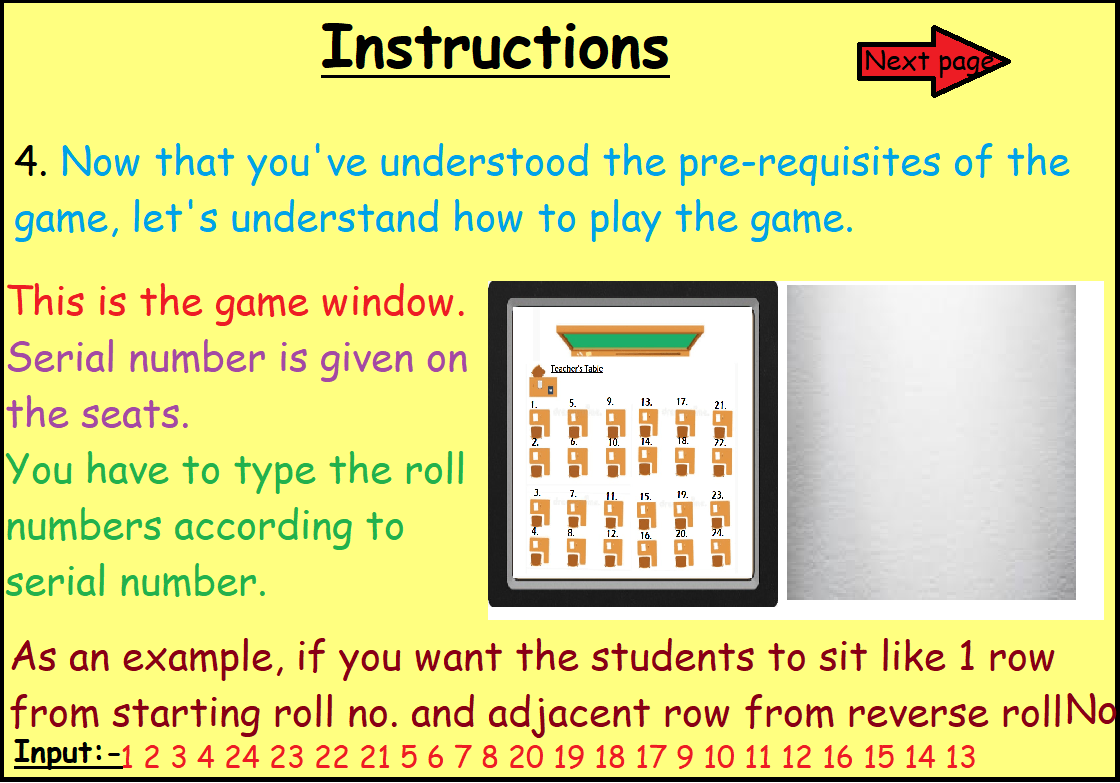 Instructions
Next page
4. Now that you've understood the pre-requisites of the
game, let's understand how to play the game.
This is the game window.
Serial number is given on
the seats.
You have to type the roll
numbers according to
serial number.
Teacher's Table
1. 5. 9. 13. 17. 21.
2. 6. 10. 14. 18. 22.
3. 7. 11. 15. 19. 23.
4. 8. 12. 16. 20. 24.
As an example, if you want the students to sit like 1 row
from starting roll no. and adjacent row from reverse rollNo
Input:-1 2 3 4 24 23 22 21 5 6 7 8 20 19 18 17 9 10 11 12 16 15 14 13